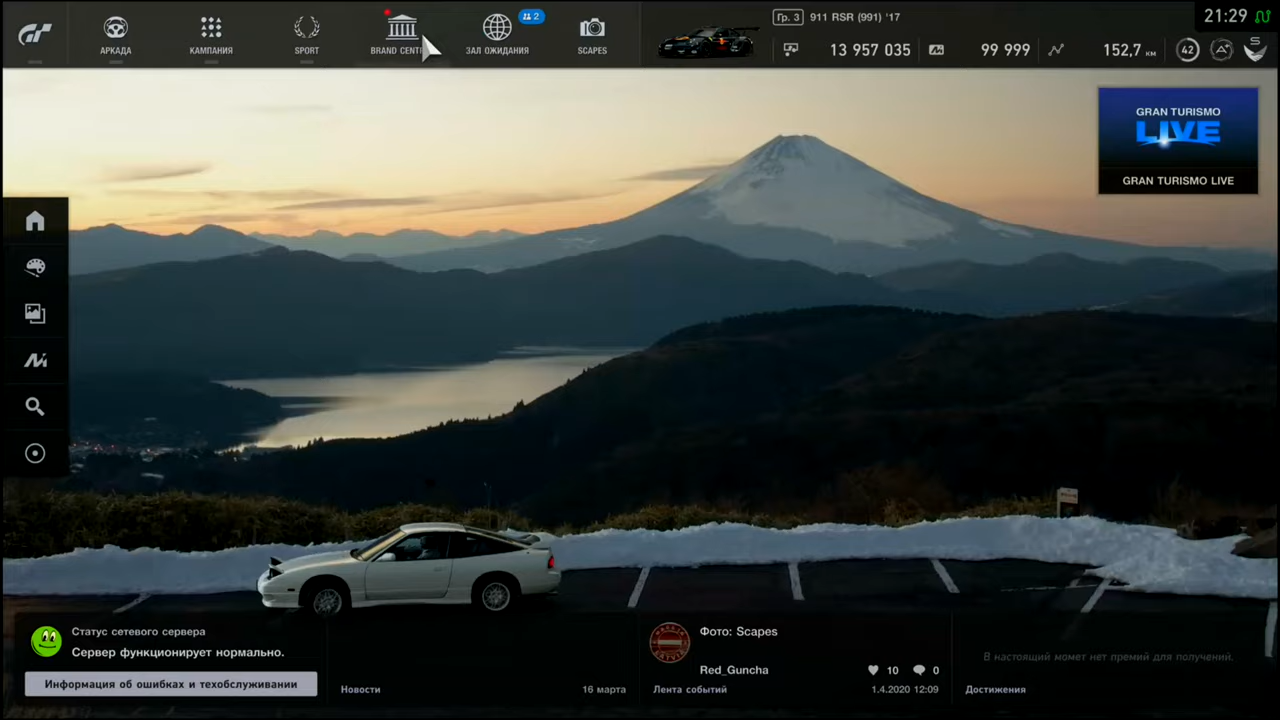 GT
АРКАДА
КАМПАНИЯ
SPORT
BRAND CENT
ЗАЛ ОЖИДАНИЯ
2
SCAPES
Гр. 3 911 RSR (991) '17
13 957 035
99 999
152,7 км
42
A+
S
21:29
GRAN TURISMO
LIVE
GRAN TURISMO LIVE
Статус сетевого сервера
Сервер функционирует нормально.
Информация об ошибках и техобслуживании
Новости 16 марта
Фото: Scapes
Red_Guncha 10 0
Лента событий 1.4.2020 12:09
В настоящий момет нет премий для получений.
Достижения